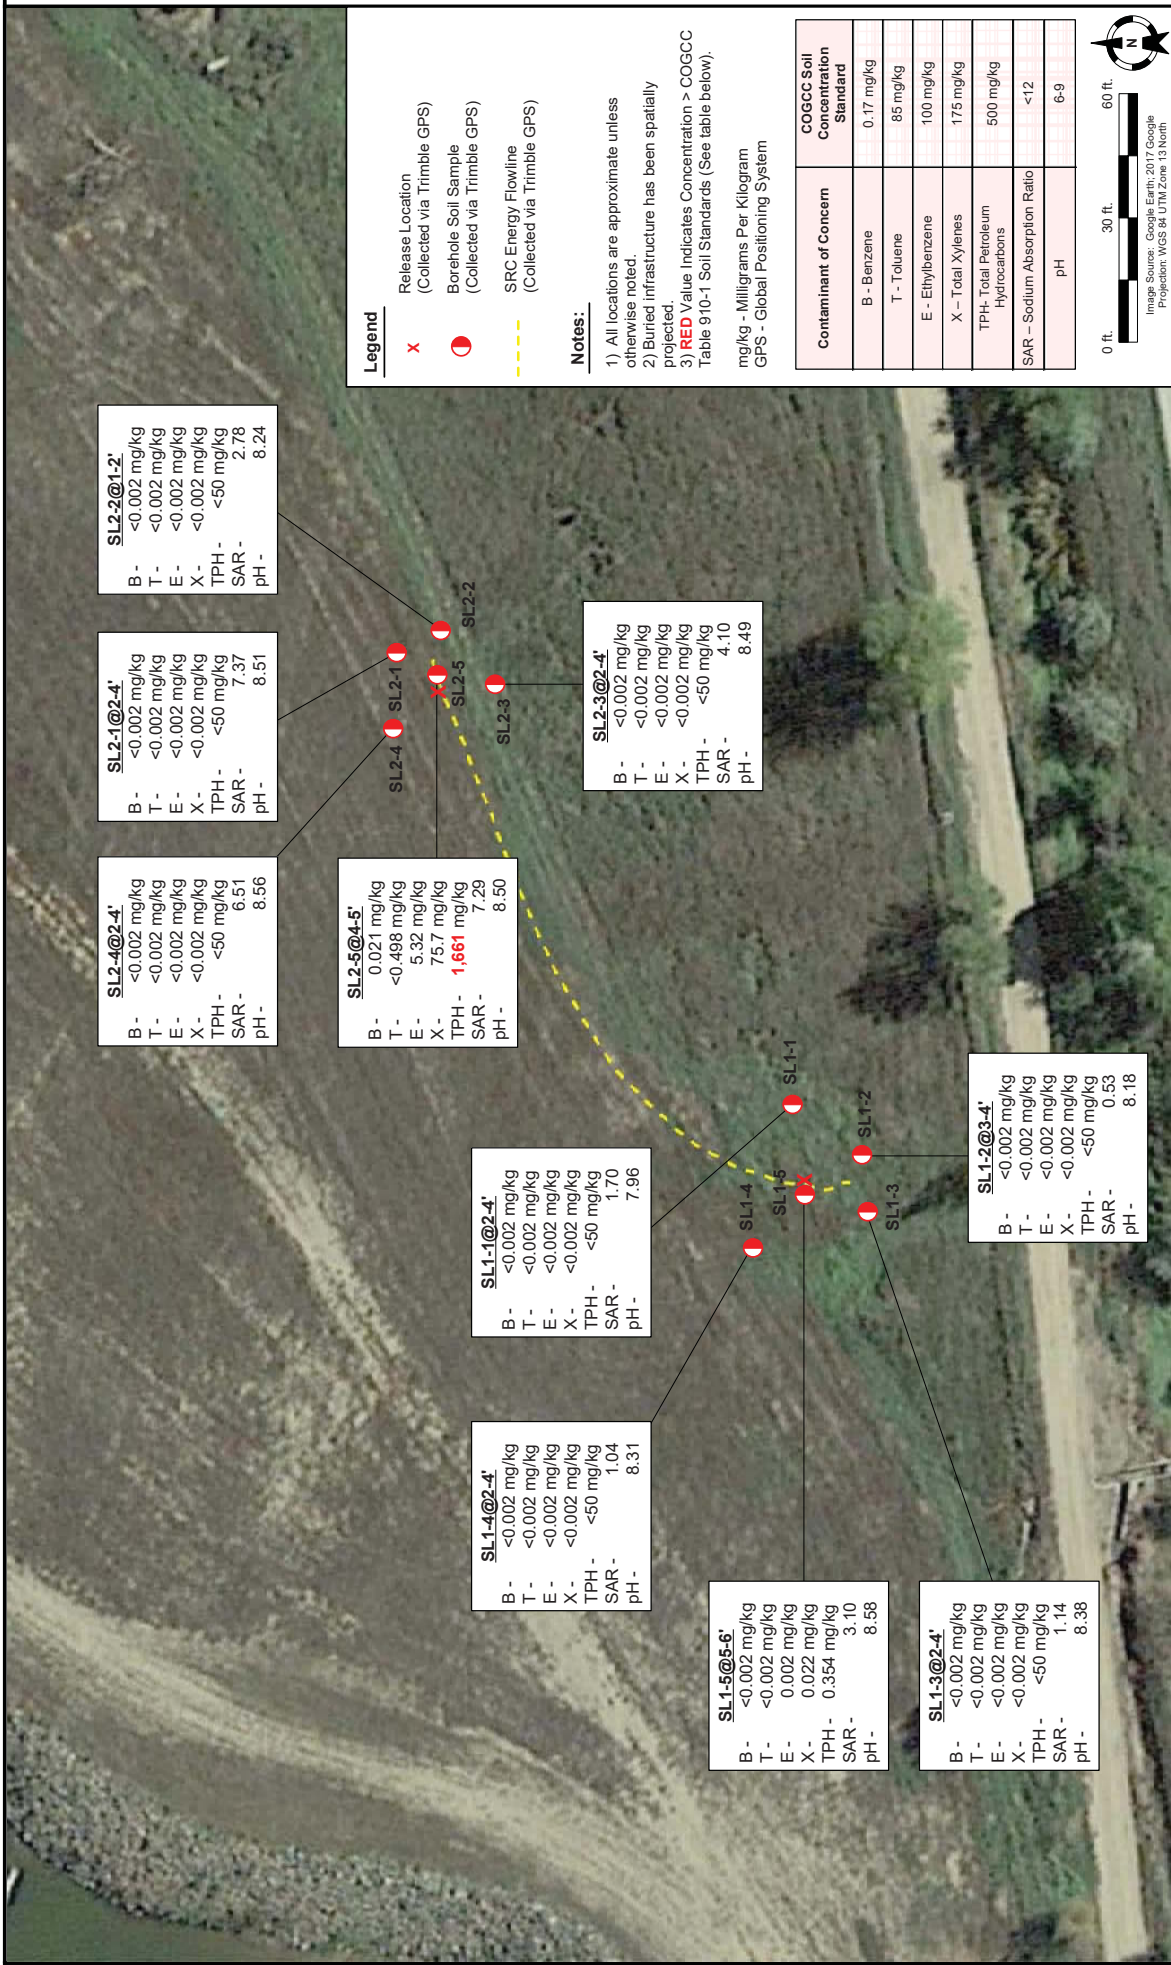 SL2-4@2-4'
B - <0.002 mg/kg
T - <0.002 mg/kg
E - <0.002 mg/kg
X - <0.002 mg/kg
TPH - <50 mg/kg
SAR - 6.51
pH - 8.56
SL2-1@2-4'
B - <0.002 mg/kg
T - <0.002 mg/kg
E - <0.002 mg/kg
X - <0.002 mg/kg
TPH - <50 mg/kg
SAR - 7.37
pH - 8.51
SL2-2@1-2'
B - <0.002 mg/kg
T - <0.002 mg/kg
E - <0.002 mg/kg
X - <0.002 mg/kg
TPH - <50 mg/kg
SAR - 2.78
pH - 8.24
SL2-5@4-5'
B - 0.021 mg/kg
T - <0.498 mg/kg
E - 5.32 mg/kg
X - 75.7 mg/kg
TPH - 1,661 mg/kg
SAR - 7.29
pH - 8.50
SL2-4
SL2-1
SL2-5
SL2-2
SL2-3
SL2-3@2-4'
B - <0.002 mg/kg
T - <0.002 mg/kg
E - <0.002 mg/kg
X - <0.002 mg/kg
TPH - <50 mg/kg
SAR - 4.10
pH - 8.49
SL1-4@2-4'
B - <0.002 mg/kg
T - <0.002 mg/kg
E - <0.002 mg/kg
X - <0.002 mg/kg
TPH - <50 mg/kg
SAR - 1.04
pH - 8.31
SL1-1@2-4'
B - <0.002 mg/kg
T - <0.002 mg/kg
E - <0.002 mg/kg
X - <0.002 mg/kg
TPH - <50 mg/kg
SAR - 1.70
pH - 7.96
SL1-4
SL1-5
SL1-1
SL1-3
SL1-2
SL1-5@5-6'
B - <0.002 mg/kg
T - <0.002 mg/kg
E - 0.002 mg/kg
X - 0.022 mg/kg
TPH - 0.354 mg/kg
SAR - 3.10
pH - 8.58
SL1-3@2-4'
B - <0.002 mg/kg
T - <0.002 mg/kg
E - <0.002 mg/kg
X - <0.002 mg/kg
TPH - <50 mg/kg
SAR - 1.14
pH - 8.38
SL1-2@3-4'
B - <0.002 mg/kg
T - <0.002 mg/kg
E - <0.002 mg/kg
X - <0.002 mg/kg
TPH - <50 mg/kg
SAR - 0.53
pH - 8.18
Legend
X Release Location
(Collected via Trimble GPS)
Borehole Soil Sample
(Collected via Trimble GPS)
SRC Energy Flowline
(Collected via Trimble GPS)
Notes:
1) All locations are approximate unless
otherwise noted.
2) Buried infrastructure has been spatially
projected.
3) RED Value Indicates Concentration > COGCC
Table 910-1 Soil Standards (See table below).
mg/kg - Milligrams Per Kilogram
GPS - Global Positioning System
Contaminant of Concern COGCC Soil
Concentration
Standard
B - Benzene 0.17 mg/kg
T - Toluene 85 mg/kg
E - Ethylbenzene 100 mg/kg
X – Total Xylenes 175 mg/kg
TPH- Total Petroleum
Hydrocarbons 500 mg/kg
SAR – Sodium Absorption Ratio <12
pH 6-9
0 ft. 30 ft. 60 ft.
N
Image Source: Google Earth; 2017 Google
Projection: WGS 84 UTM Zone 13 North